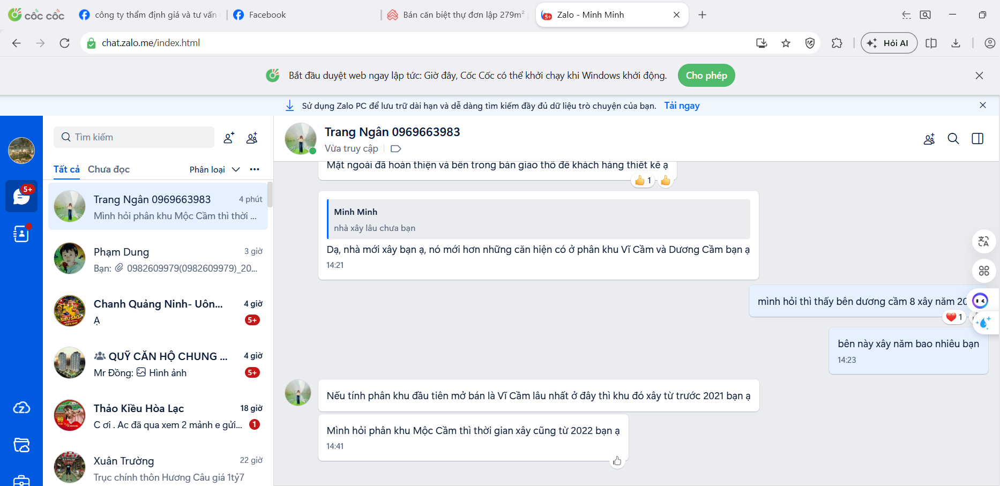 cốc cốc
công ty thẩm định giá và tư vấn
Facebook
Bán căn biệt thự đơn lập 279m²
Zalo - Minh Minh
chat.zalo.me/index.html
Hỏi AI
Bắt đầu duyệt web ngay lập tức: Giờ đây, Cốc Cốc có thể khởi chạy khi Windows khởi động.
Cho phép
Sử dụng Zalo PC để lưu trữ dài hạn và dễ dàng tìm kiếm đầy đủ dữ liệu trò chuyện của bạn. Tải ngay
5+
Tìm kiếm
Tất cả
Chưa đọc
Phân loại
Trang Ngân 0969663983
4 phút
Mình hỏi phân khu Mộc Cầm thì thời ...
Phạm Dung
3 giờ
Bạn: 0982609979(0982609979)_20...
Chanh Quảng Ninh- Uôn...
4 giờ
Ạ
5+
QUỸ CĂN HỘ CHUNG ...
4 giờ
Mr Đồng: Hình ảnh
5+
Thảo Kiều Hòa Lạc
18 giờ
C ơi . Ac đã qua xem 2 mảnh e gửi...
1
Xuân Trường
22 giờ
Trục chính thôn Hương Câu giá 1tỷ7
Trang Ngân 0969663983
Vừa truy cập
Mặt ngoài đã hoàn thiện và bên trong bàn giao thô để khách hàng thiết kế ạ
1
Minh Minh
nhà xây lâu chưa bạn
Dạ, nhà mới xây bạn ạ, nó mới hơn những căn hiện có ở phân khu Vĩ Cầm và Dương Cầm bạn ạ
14:21
mình hỏi thì thấy bên dương cầm 8 xây năm 20
1
bên này xây năm bao nhiêu bạn
14:23
Nếu tính phân khu đầu tiên mở bán là Vĩ Cầm lâu nhất ở đây thì khu đó xây từ trước 2021 bạn ạ
Mình hỏi phân khu Mộc Cầm thì thời gian xây cũng từ 2022 bạn ạ
14:41